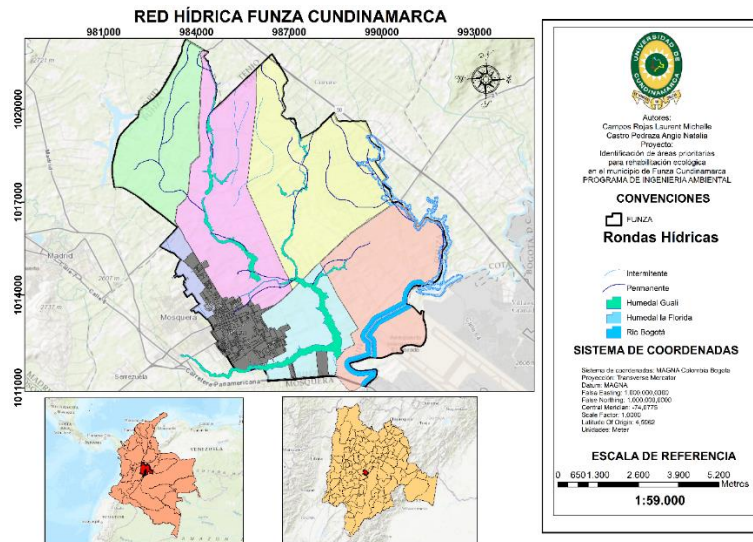 RED HÍDRICA FUNZA CUNDINAMARCA
981000 984000 987000 990000 993000
1020000
1017000
1014000
1011000
Madrid
Mosquera
Serrezuela
Carretera Panamericana
MOSQUERA
COTA
BOGOTÁ D.C.
UNIVERSIDAD DE CUNDINAMARCA
Autores:
Campos Rojas Laurent Michelle
Castro Pedraza Angie Natalia
Proyecto:
Identificación de áreas prioritarias
para rehabilitación ecológica
en el municipio de Funza Cundinamarca
PROGRAMA DE INGENIERIA AMBIENTAL
CONVENCIONES
FUNZA
Rondas Hídricas
Intermitente
Permanente
Humedal Gualí
Humedal la Florida
Río Bogotá
SISTEMA DE COORDENADAS
Sistema de coordenadas: MAGNA Colombia Bogota
Proyección: Transverse Mercator
Datum: MAGNA
False Easting: 1.000.000,0000
False Northing: 1.000.000,0000
Central Meridian: -74,0775
Scale Factor: 1,0000
Latitude Of Origin: 4,5962
Unidades: Meter
ESCALA DE REFERENCIA
0 650 1.300 2.600 3.900 5.200
Metros
1:59.000
VENEZUELA